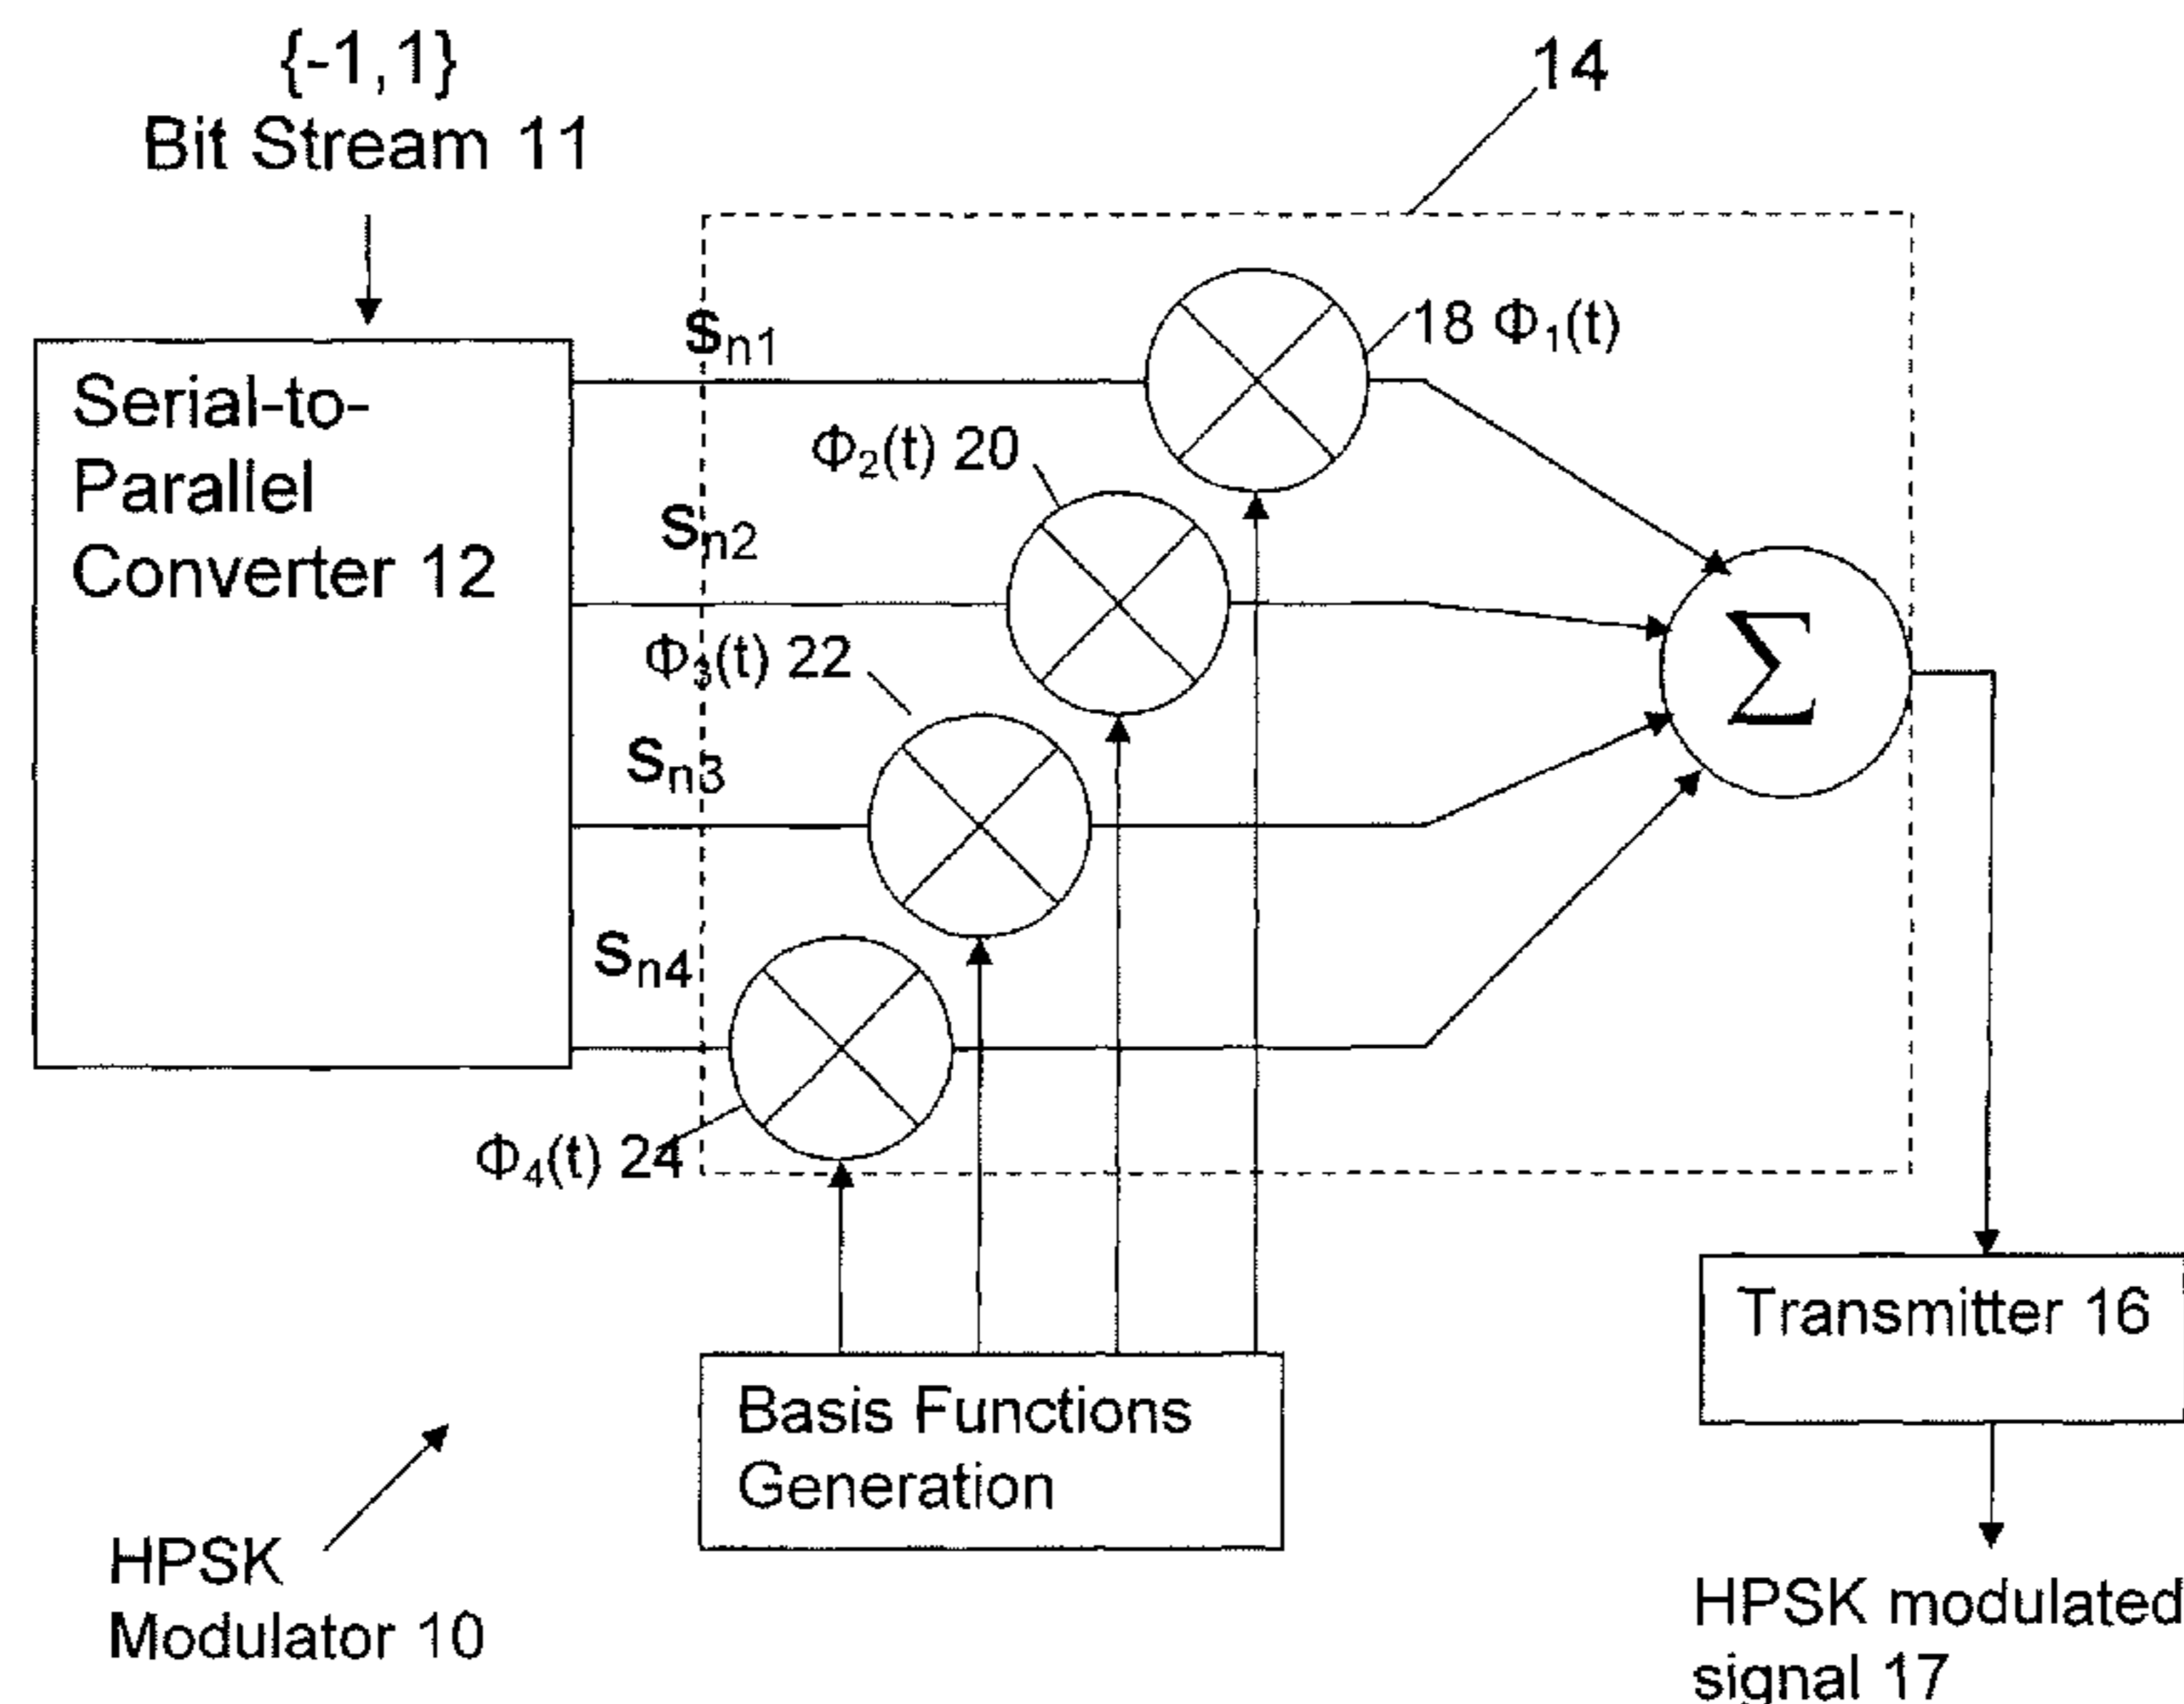 {-1,1}
Bit Stream 11
14
Serial-to-
Parallel
Converter 12
Sn1
18 Φ1(t)
Φ2(t) 20
Sn2
Φ3(t) 22
Sn3
Σ
Sn4
Φ4(t) 24
Transmitter 16
Basis Functions
Generation
HPSK
Modulator 10
HPSK modulated
signal 17